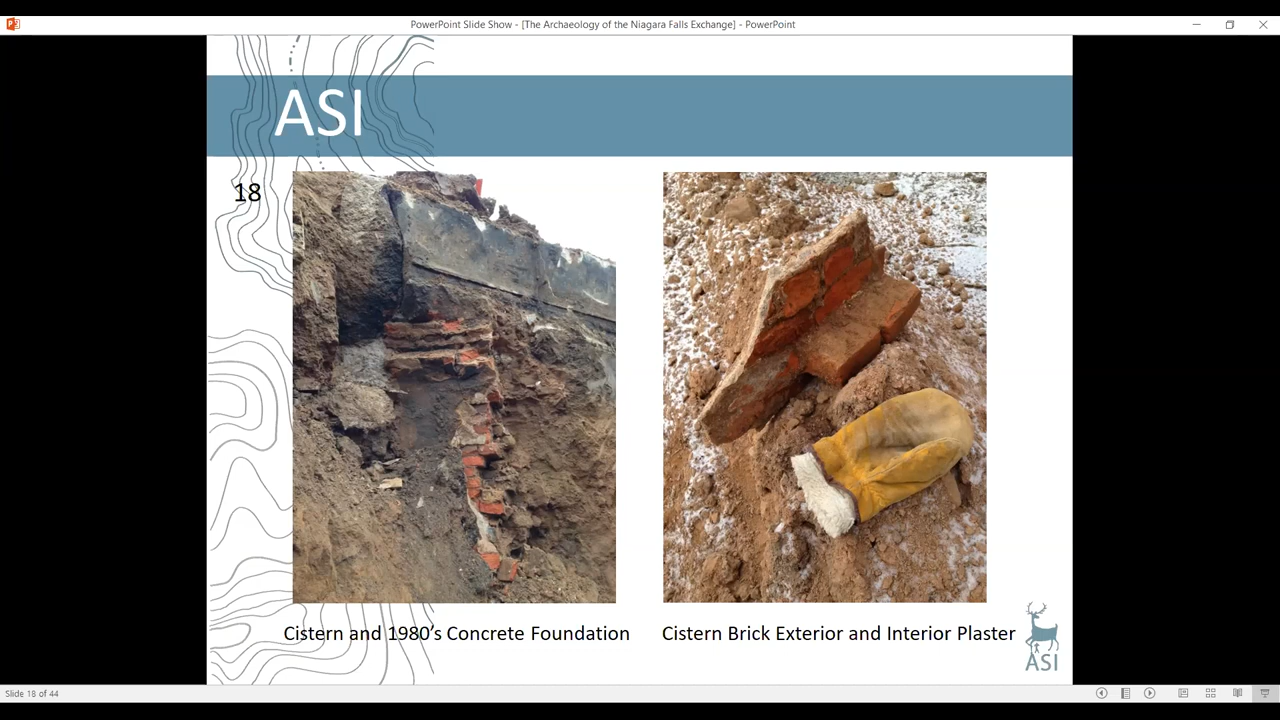 PowerPoint Slide Show - [The Archaeology of the Niagara Falls Exchange] - PowerPoint
ASI
18
Cistern and 1980's Concrete Foundation
Cistern Brick Exterior and Interior Plaster
ASI
Slide 18 of 44